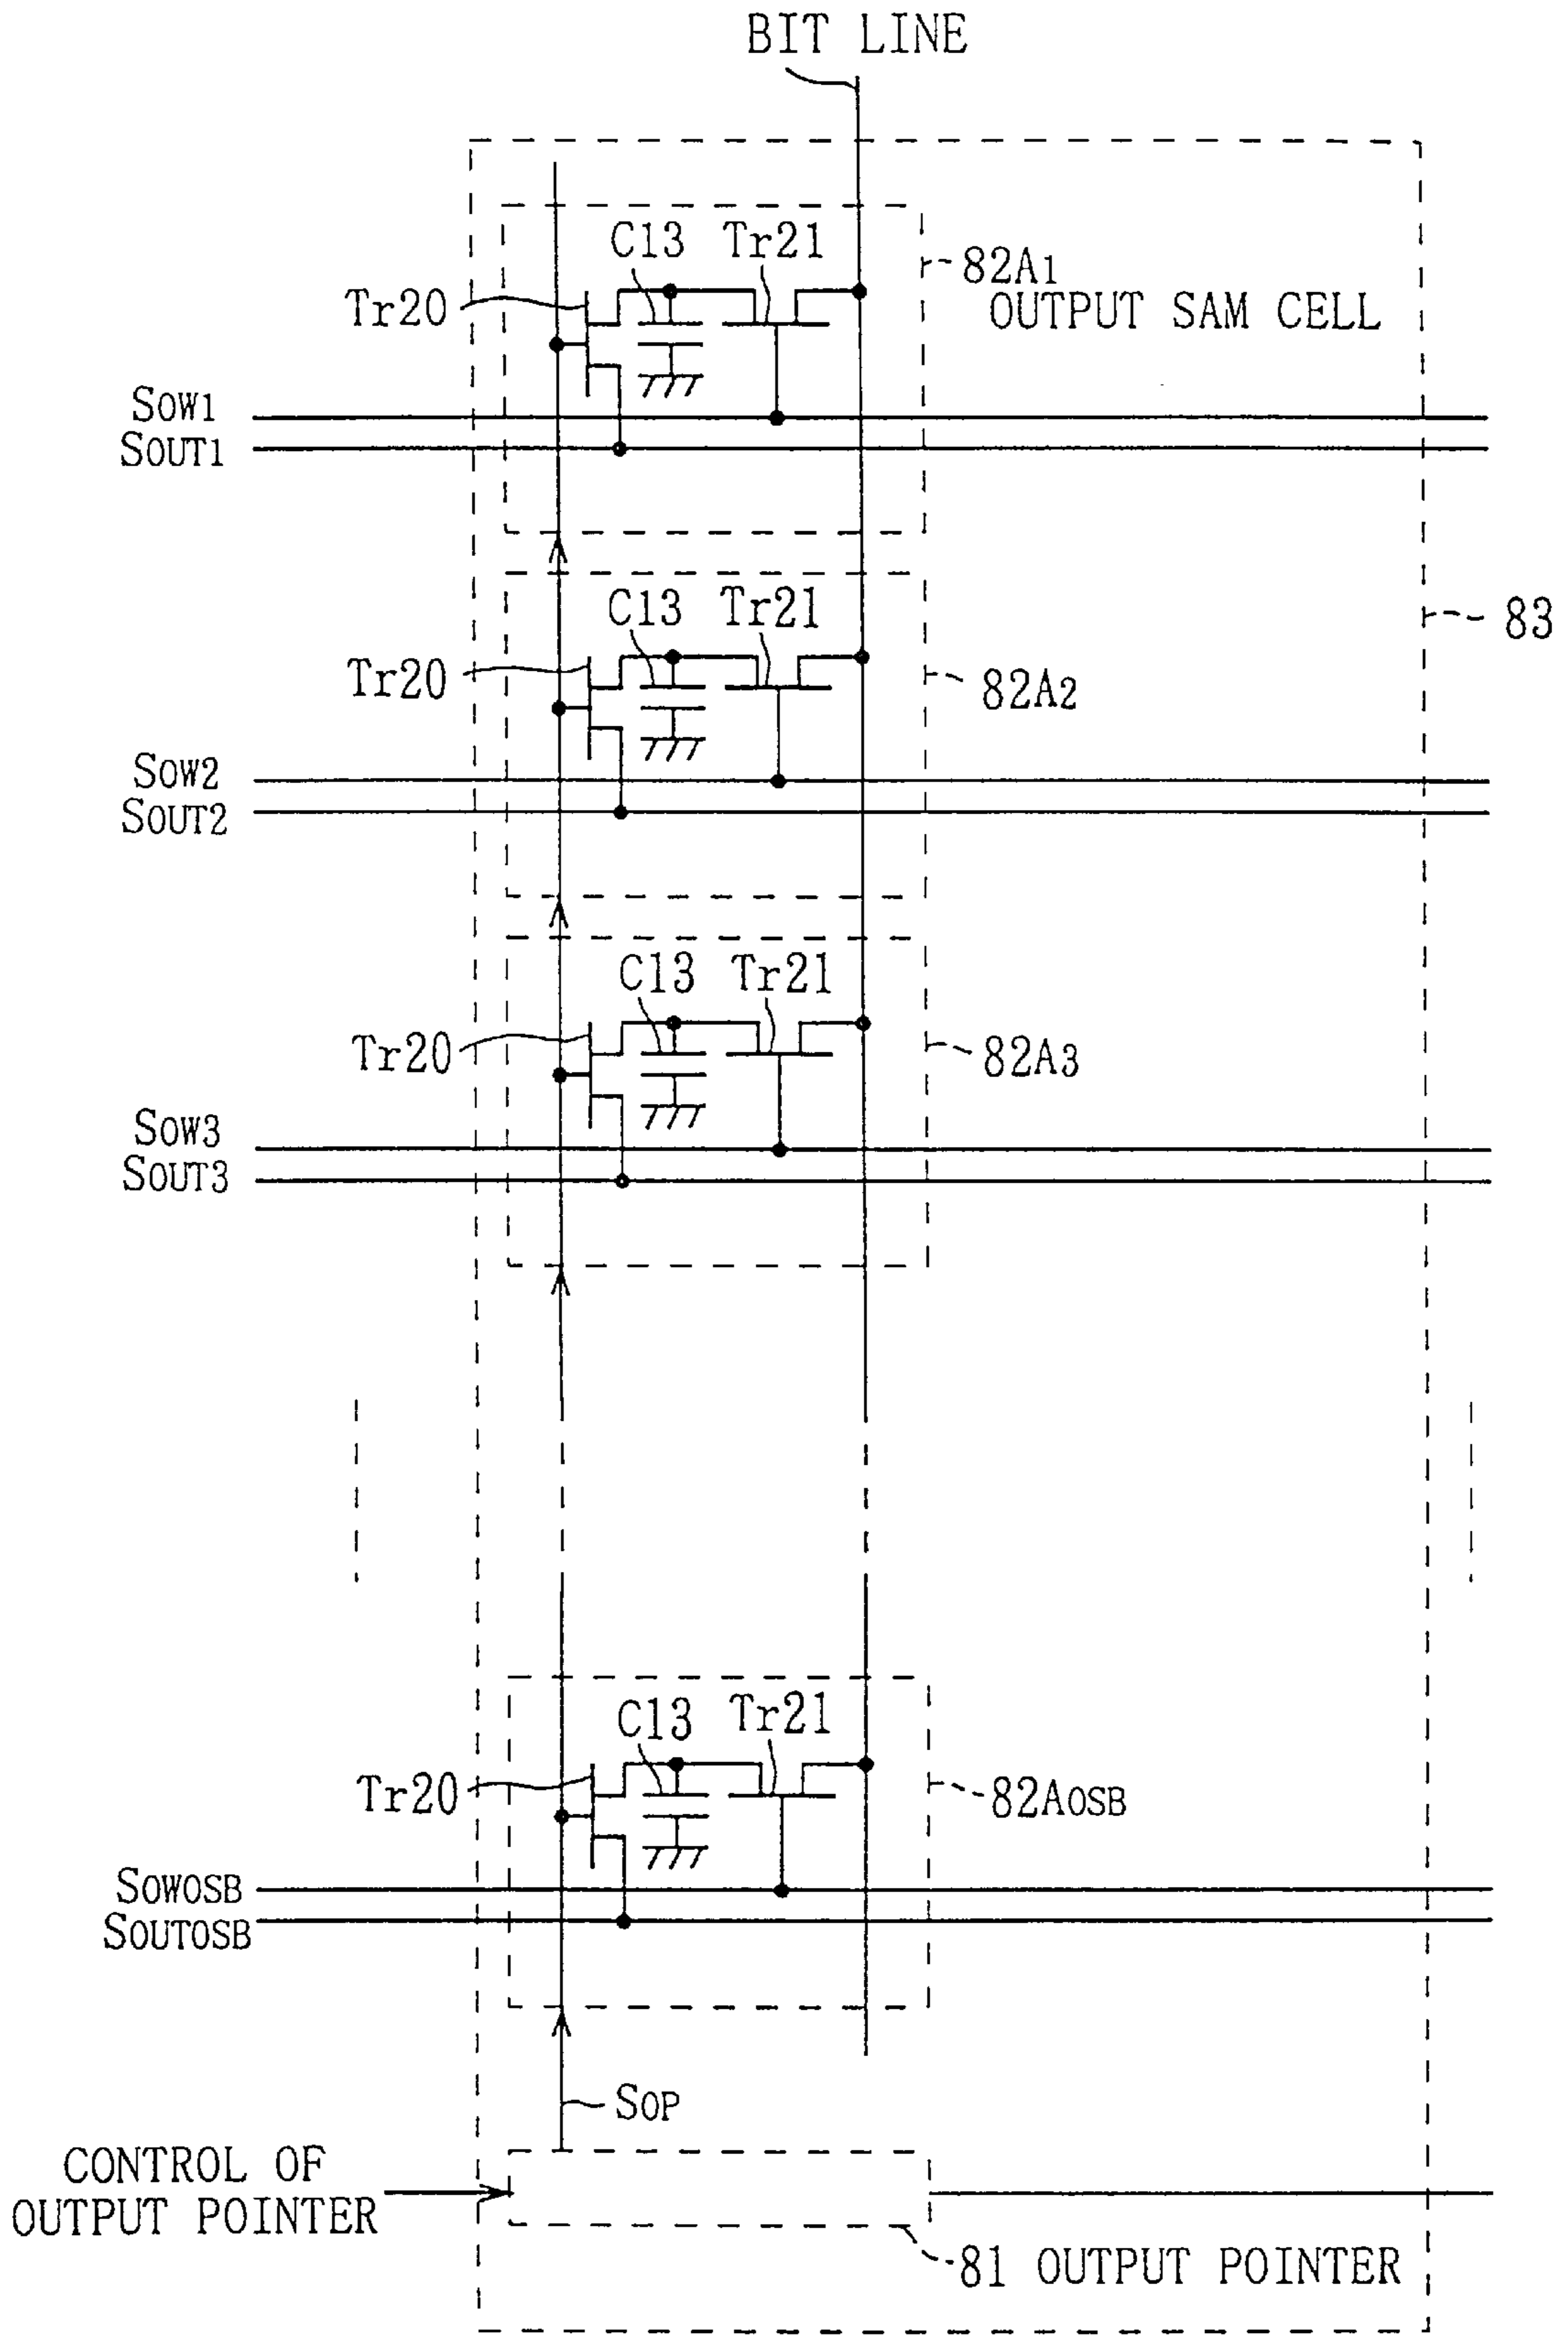 BIT LINE
C13 Tr21
82A1
Tr20
OUTPUT SAM CELL
SOW1
SOUT1
C13 Tr21
83
Tr20
82A2
SOW2
SOUT2
C13 Tr21
Tr20
82A3
SOW3
SOUT3
C13 Tr21
Tr20
82AOSB
SOWOSB
SOUTOSB
SOP
CONTROL OF
OUTPUT POINTER
81 OUTPUT POINTER